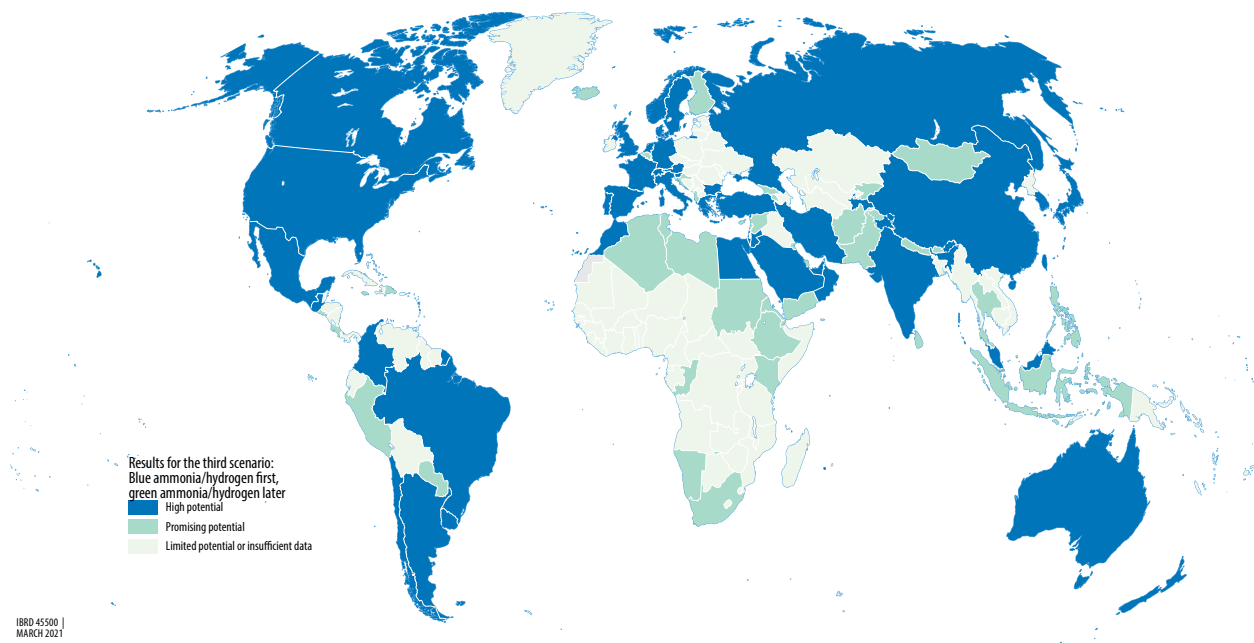 Results for the third scenario:
Blue ammonia/hydrogen first,
green ammonia/hydrogen later
High potential
Promising potential
Limited potential or insufficient data
IBRD 45500 |
MARCH 2021